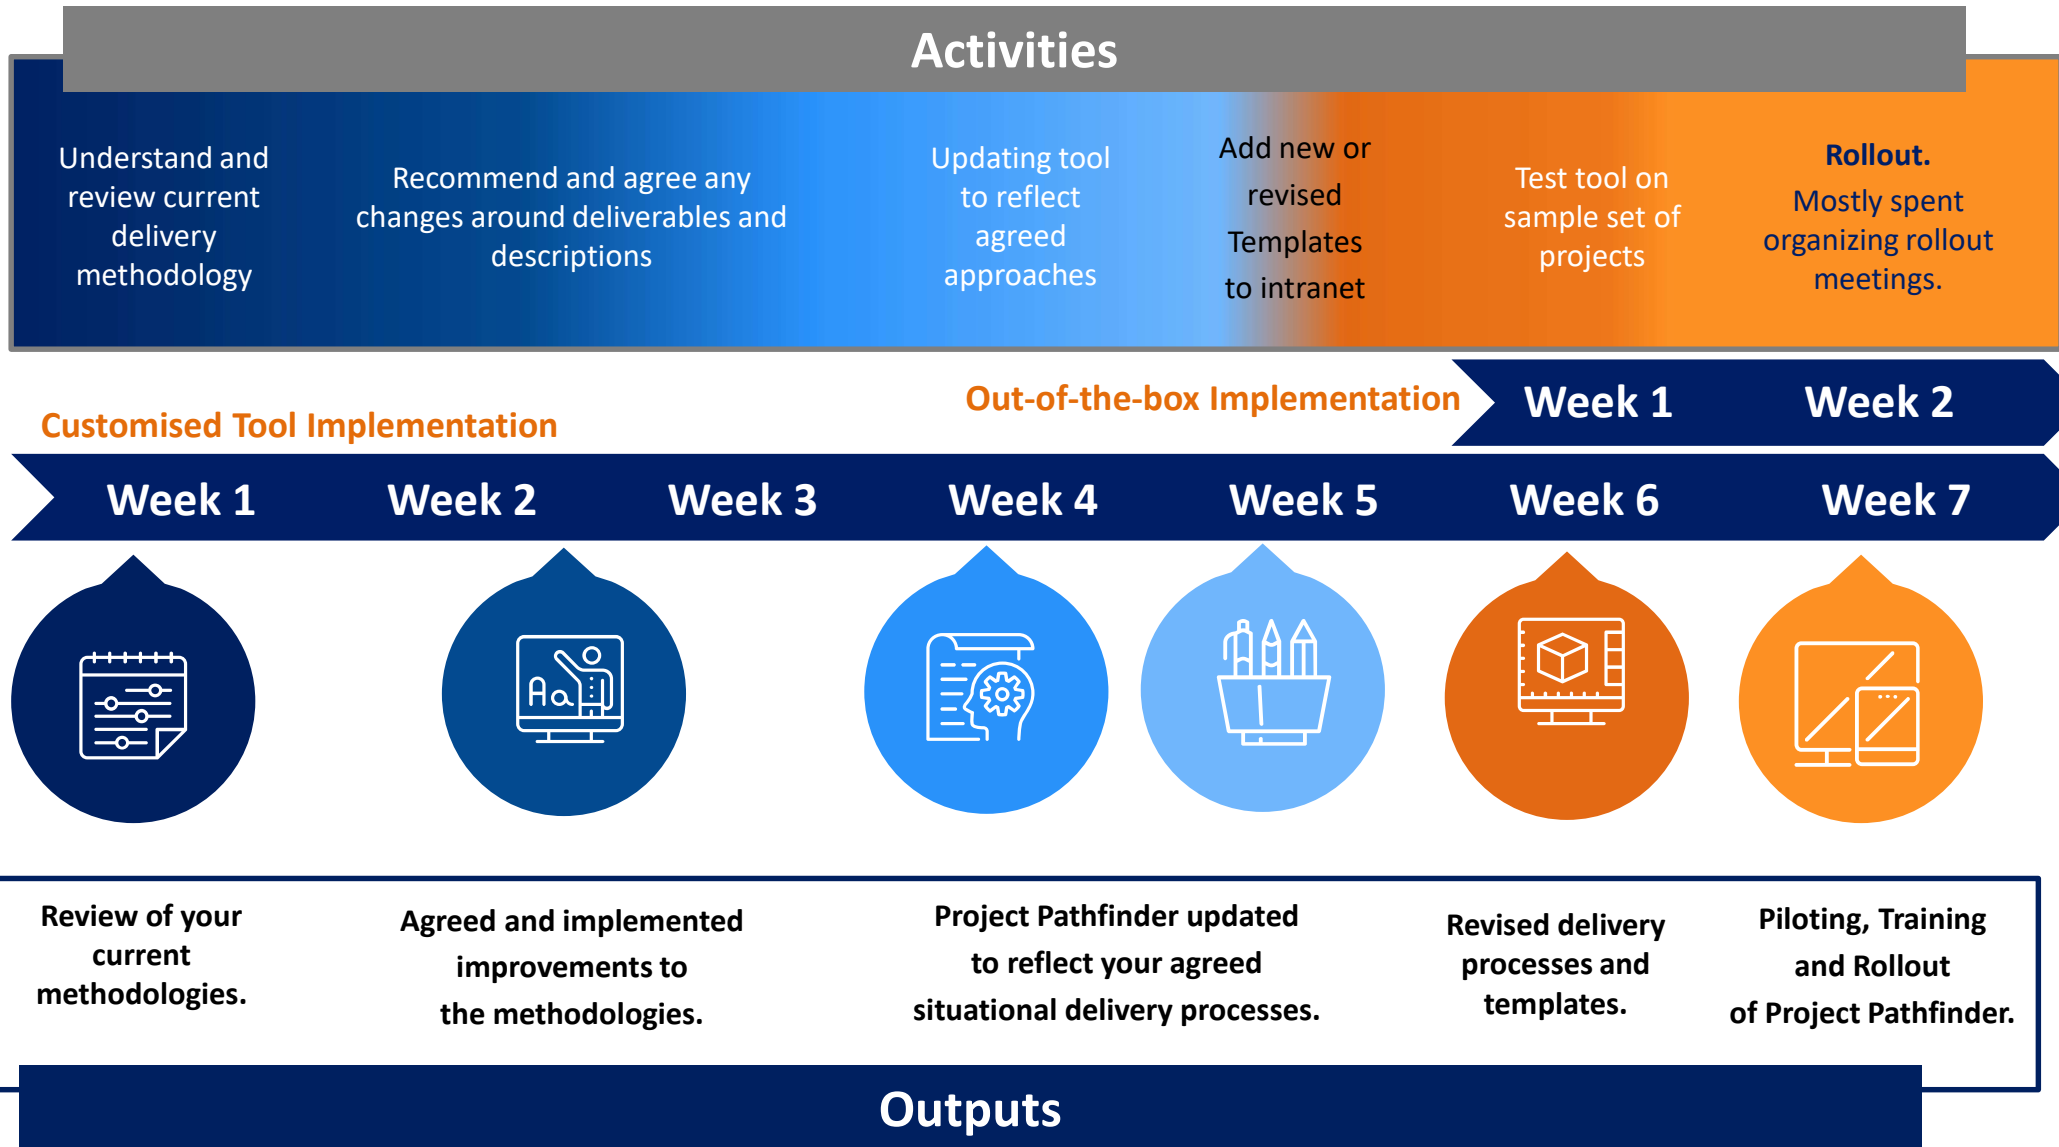 Activities
Understand and
review current
delivery
methodology
Recommend and agree any
changes around deliverables and
descriptions
Updating tool
to reflect
agreed
approaches
Add new or
revised
Templates
to intranet
Test tool on
sample set of
projects
Rollout.
Mostly spent
organizing rollout
meetings.
Out-of-the-box Implementation
Week 1
Week 2
Customised Tool Implementation
Week 1
Week 2
Week 3
Week 4
Week 5
Week 6
Week 7
Aa
Review of your
current
methodologies.
Agreed and implemented
improvements to
the methodologies.
Project Pathfinder updated
to reflect your agreed
situational delivery processes.
Revised delivery
processes and
templates.
Piloting, Training
and Rollout
of Project Pathfinder.
Outputs